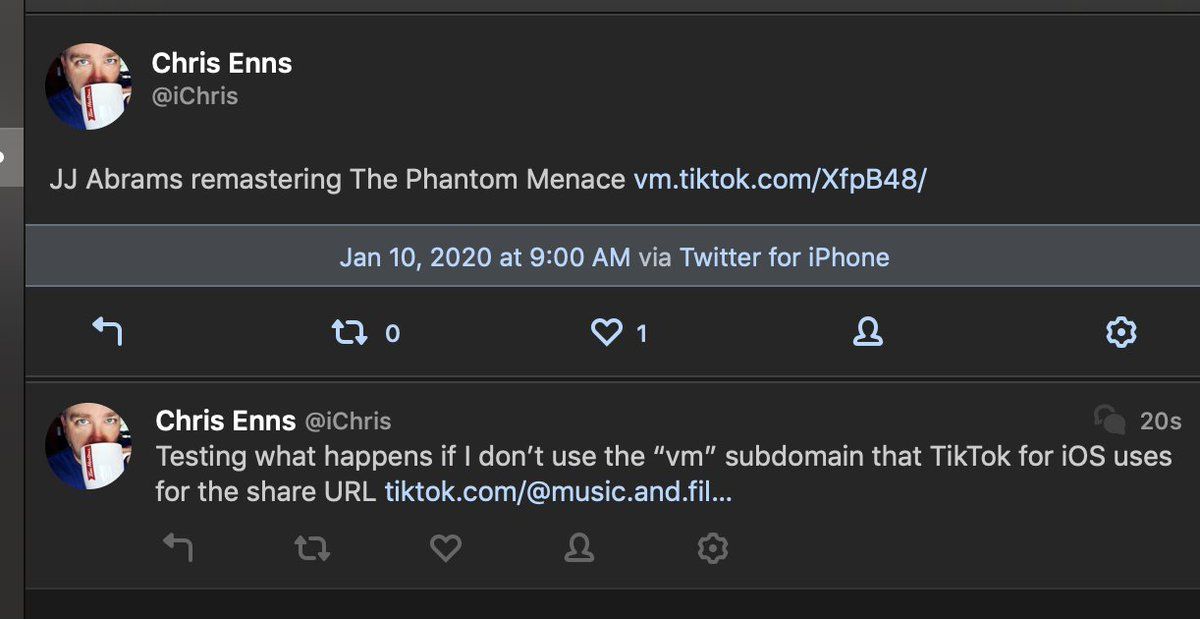 Chris Enns
@iChris
JJ Abrams remastering The Phantom Menace vm.tiktok.com/XfpB48/
Jan 10, 2020 at 9:00 AM via Twitter for iPhone
0 1
Chris Enns @iChris 20s
Testing what happens if I don’t use the “vm” subdomain that TikTok for iOS uses
for the share URL tiktok.com/@music.and.fil...